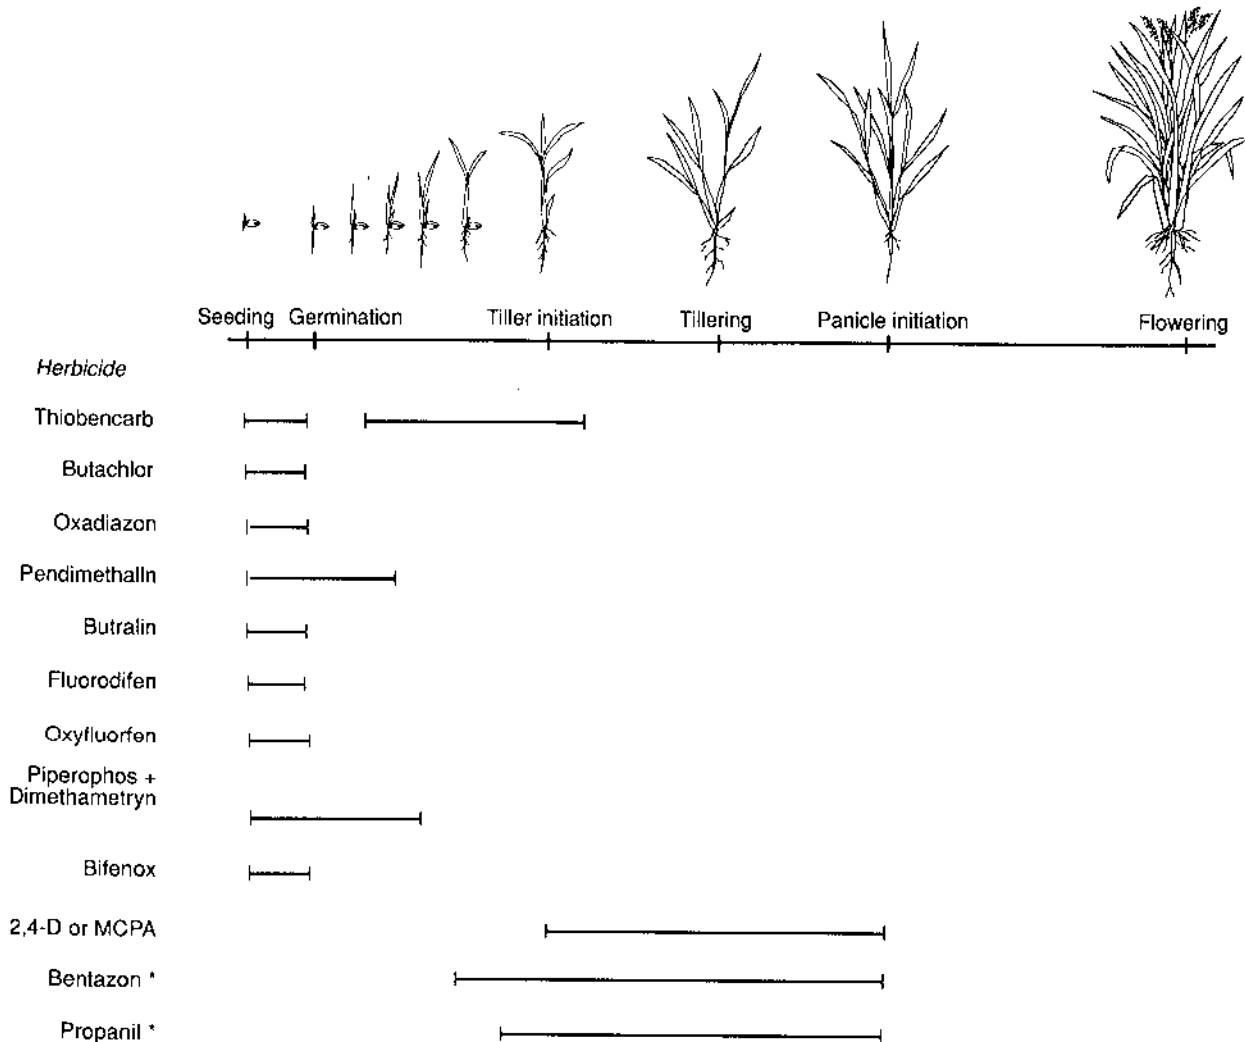 Seeding Germination Tiller initiation Tillering Panicle initiation Flowering
Herbicide
Thiobencarb
Butachlor
Oxadiazon
Pendimethalln
Butralin
Fluorodifen
Oxyfluorfen
Piperophos +
Dimethametryn
Bifenox
2,4-D or MCPA
Bentazon *
Propanil *